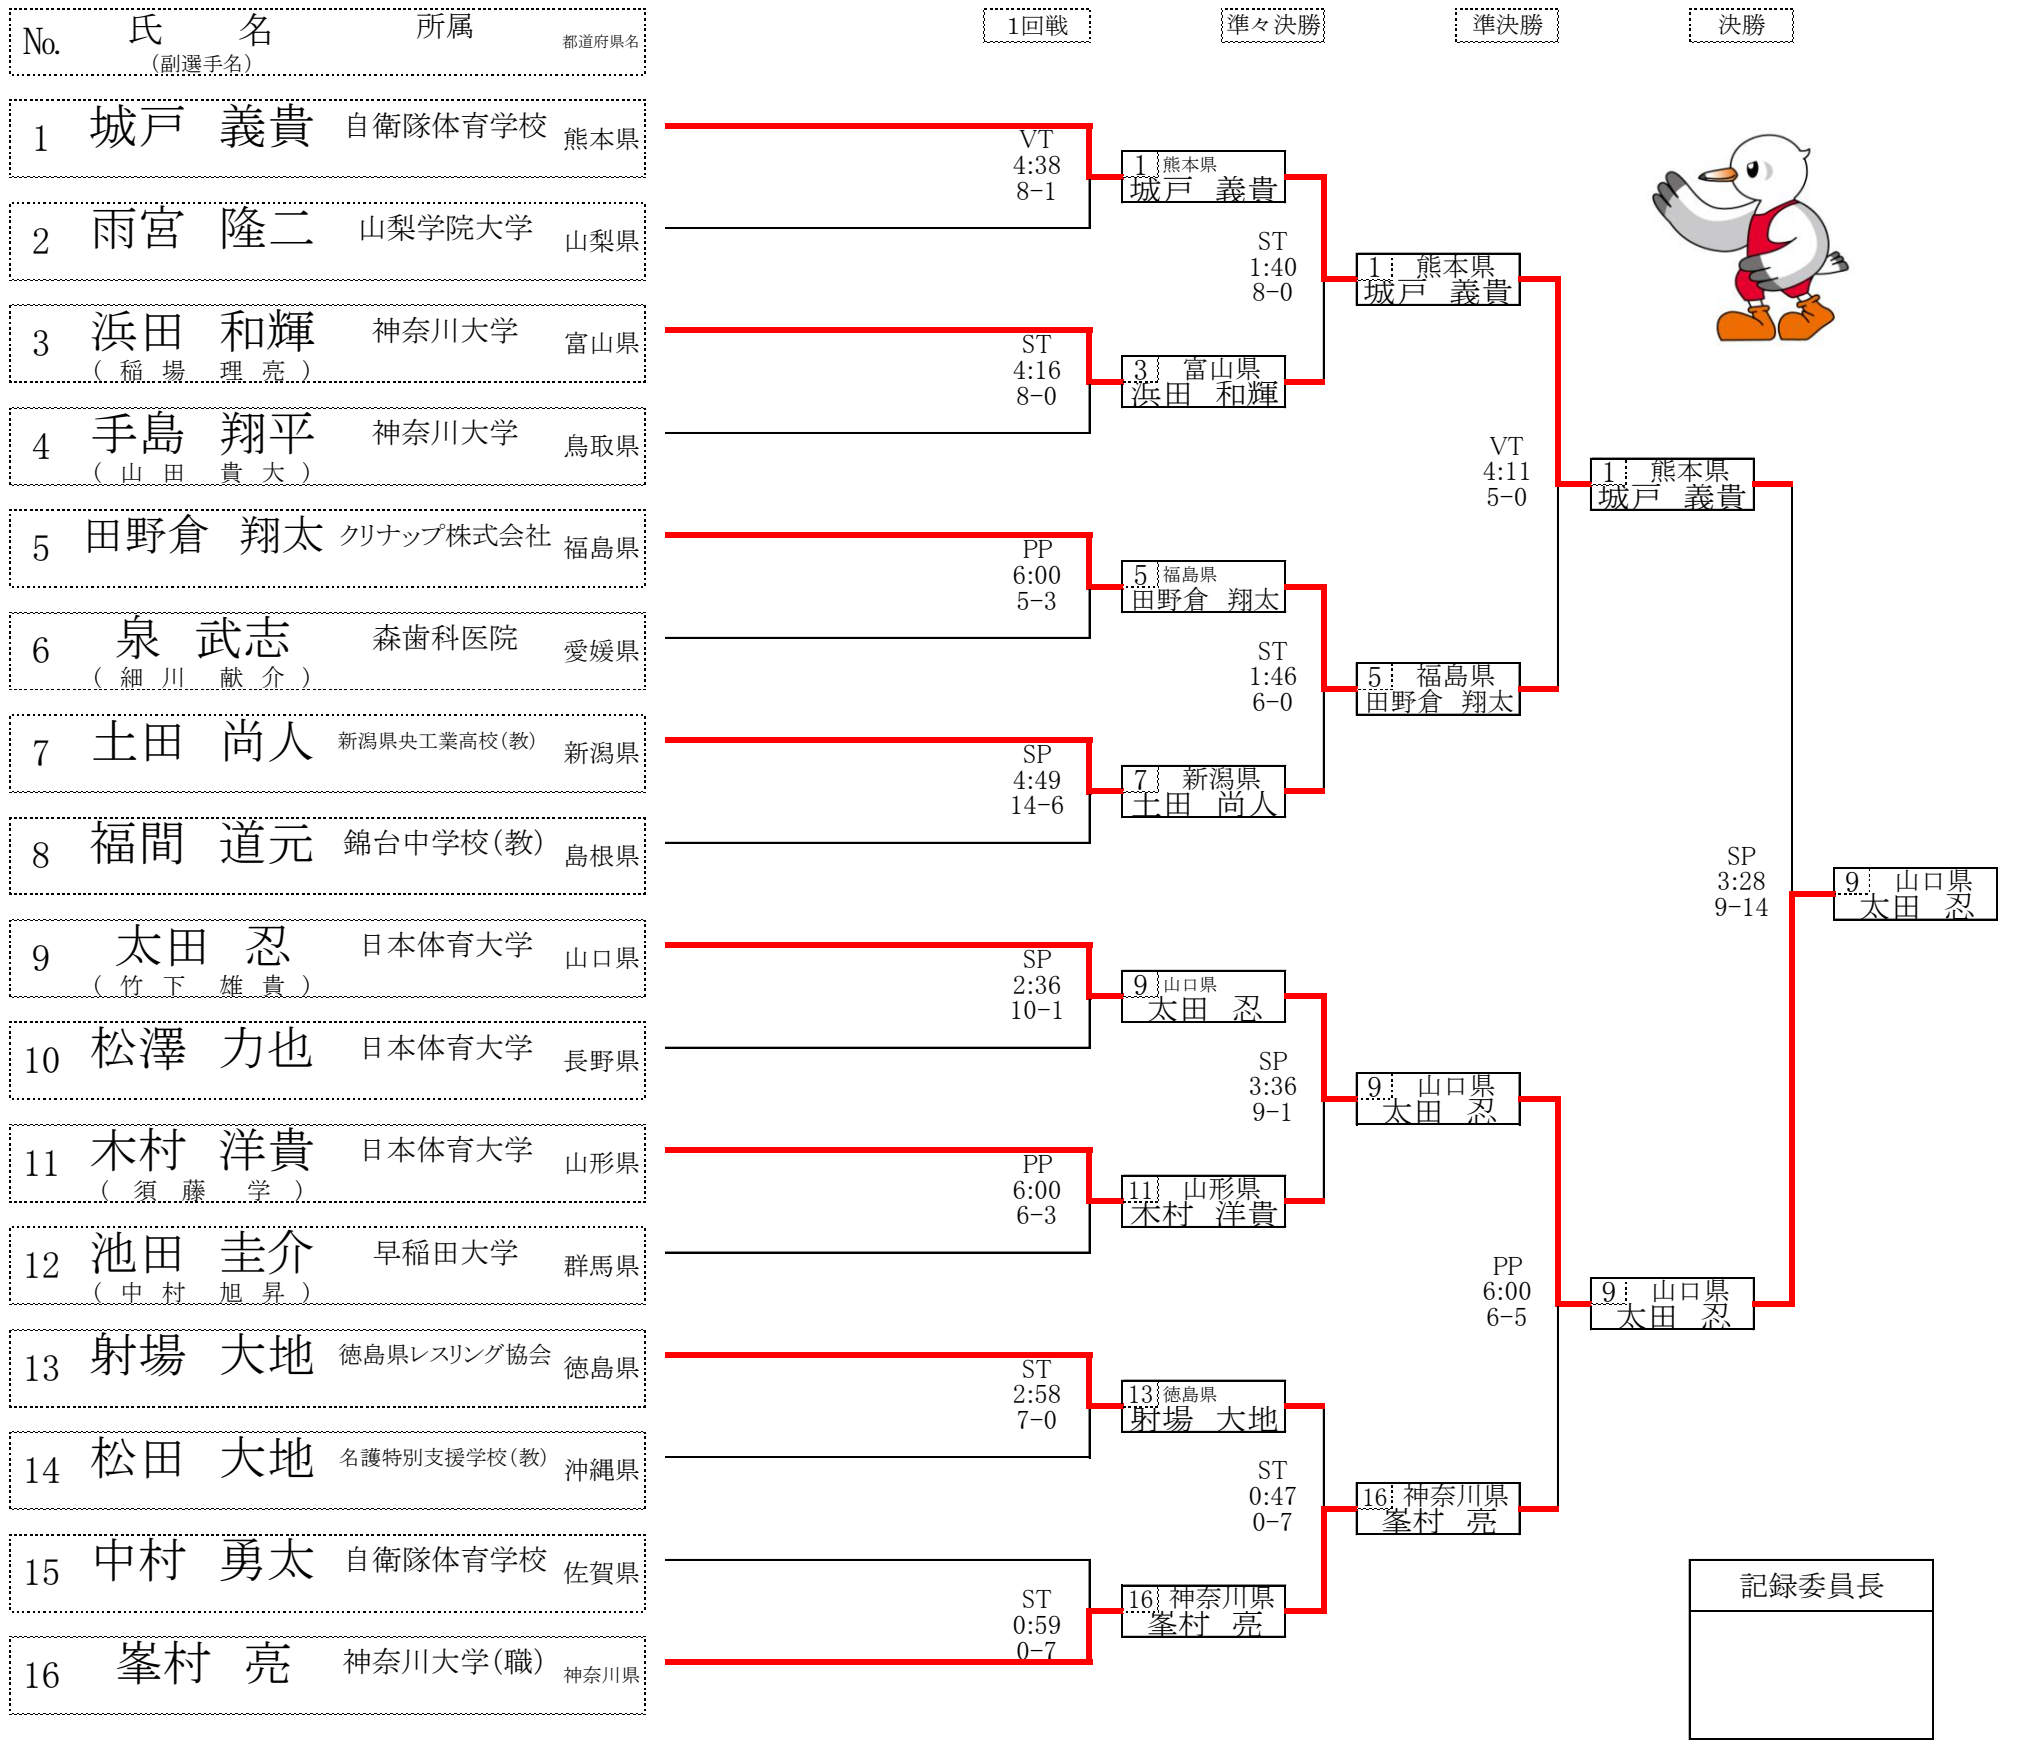 № 氏 名 所属 都道府県名
(副選手名)
1回戦 準々決勝 準決勝 決勝
1 城戸 義貴 自衛隊体育学校 熊本県
2 雨宮 隆二 山梨学院大学 山梨県
3 浜田 和輝 神奈川大学 富山県
(稲場 理亮)
4 手島 翔平 神奈川大学 鳥取県
(山田 貴大)
5 田野倉 翔太 クリナップ株式会社 福島県
6 泉 武志 森歯科医院 愛媛県
(細川 献介)
7 土田 尚人 新潟県央工業高校(教) 新潟県
8 福間 道元 錦台中学校(教) 島根県
9 太田 忍 日本体育大学 山口県
(竹下 雄貴)
10 松澤 力也 日本体育大学 長野県
11 木村 洋貴 日本体育大学 山形県
(須藤 学)
12 池田 圭介 早稲田大学 群馬県
(中村 旭昇)
13 射場 大地 徳島県レスリング協会 徳島県
14 松田 大地 名護特別支援学校(教) 沖縄県
15 中村 勇太 自衛隊体育学校 佐賀県
16 峯村 亮 神奈川大学(職) 神奈川県
VT
4:38
8-1
ST
4:16
8-0
PP
6:00
5-3
SP
4:49
14-6
SP
2:36
10-1
PP
6:00
6-3
ST
2:58
7-0
ST
0:59
0-7
1 熊本県
城戸 義貴
3 富山県
浜田 和輝
5 福島県
田野倉 翔太
7 新潟県
土田 尚人
9 山口県
太田 忍
11 山形県
木村 洋貴
13 徳島県
射場 大地
16 神奈川県
峯村 亮
ST
1:40
8-0
ST
1:46
6-0
SP
3:36
9-1
ST
0:47
0-7
1 熊本県
城戸 義貴
5 福島県
田野倉 翔太
9 山口県
太田 忍
16 神奈川県
峯村 亮
VT
4:11
5-0
PP
6:00
6-5
1 熊本県
城戸 義貴
9 山口県
太田 忍
SP
3:28
9-14
9 山口県
太田 忍
記録委員長